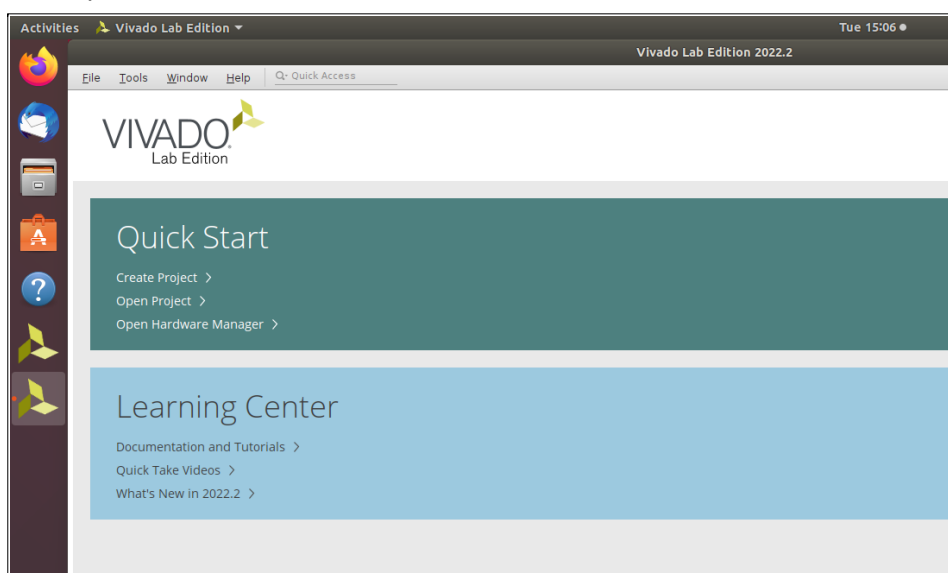 Activities Vivado Lab Edition Tue 15:06
Vivado Lab Edition 2022.2
File Tools Window Help Quick Access
VIVADO.
Lab Edition
Quick Start
Create Project >
Open Project >
Open Hardware Manager >
Learning Center
Documentation and Tutorials >
Quick Take Videos >
What's New in 2022.2 >